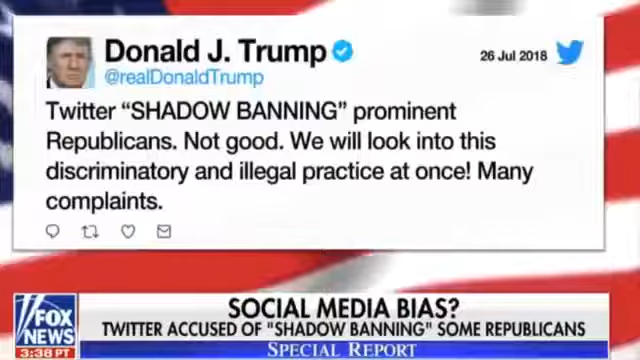 Donald J. Trump
@realDonaldTrump
26 Jul 2018
Twitter “SHADOW BANNING” prominent
Republicans. Not good. We will look into this
discriminatory and illegal practice at once! Many
complaints.
SOCIAL MEDIA BIAS?
TWITTER ACCUSED OF "SHADOW BANNING" SOME REPUBLICANS
SPECIAL REPORT
FOX
NEWS
3:38 PT